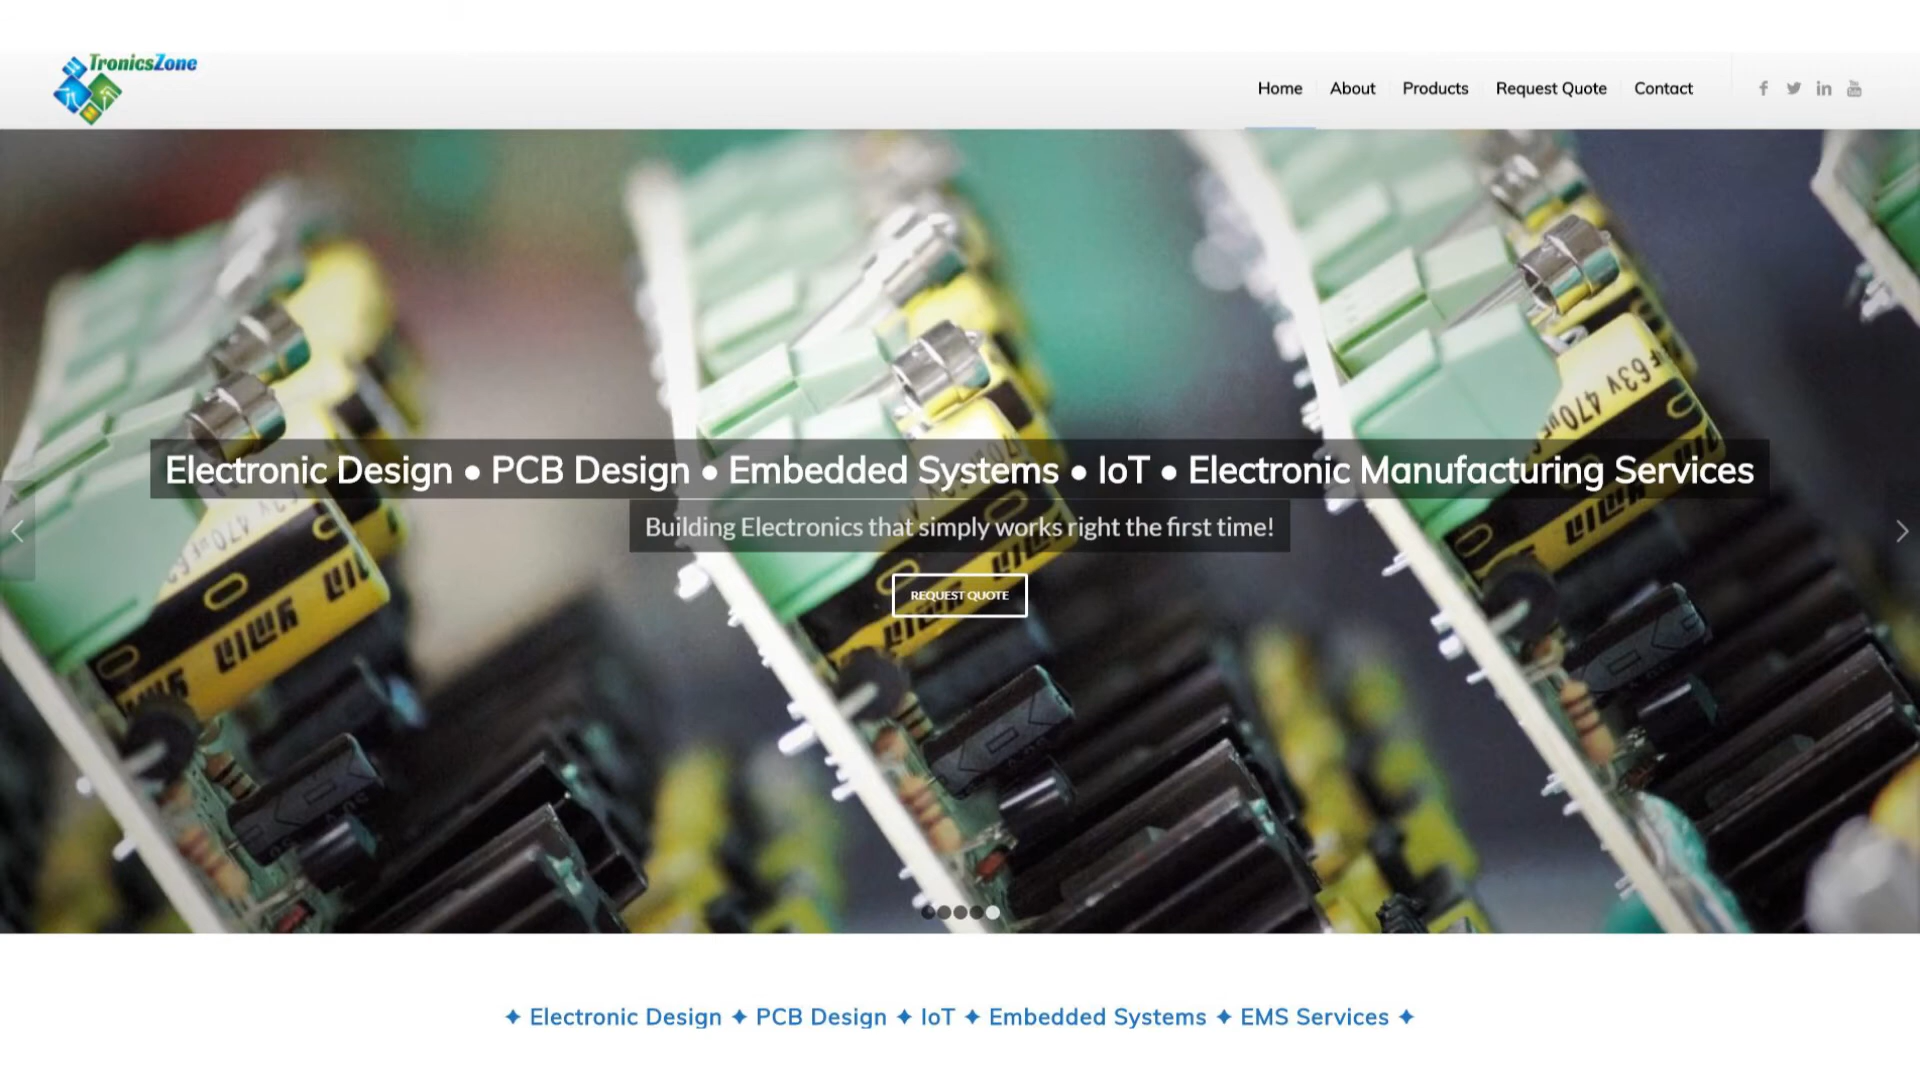 TronicsZone
Home About Products Request Quote Contact
Electronic Design ● PCB Design ● Embedded Systems ● IoT ● Electronic Manufacturing Services
Building Electronics that simply works right the first time!
REQUEST QUOTE
✦ Electronic Design ✦ PCB Design ✦ IoT ✦ Embedded Systems ✦ EMS Services ✦